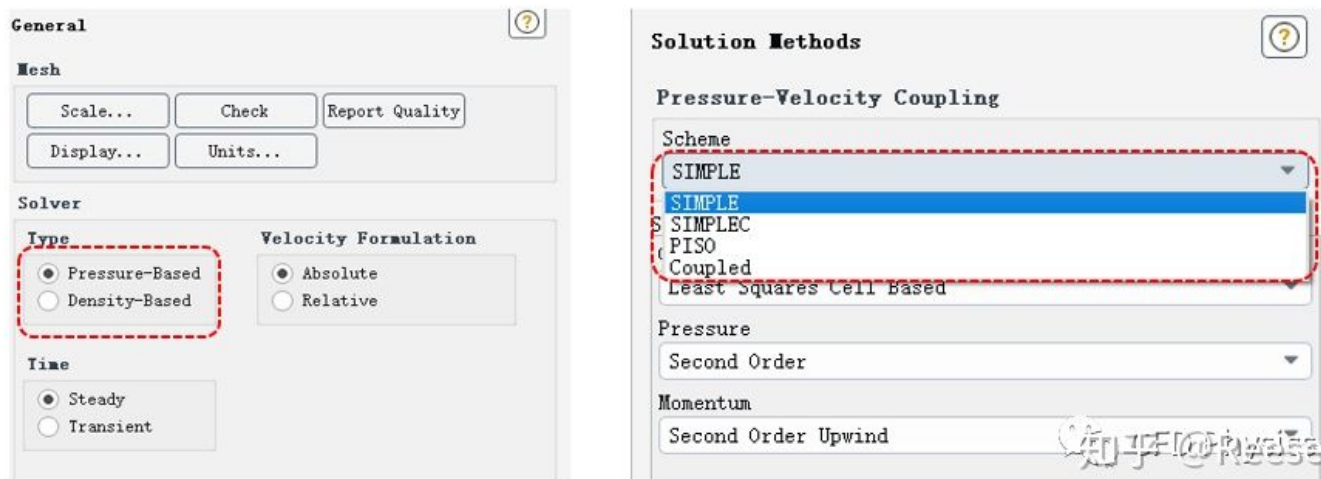 General
Mesh
Scale...
Check
Report Quality
Display...
Units...
Solver
Type
Velocity Formulation
Pressure-Based
Absolute
Density-Based
Relative
Time
Steady
Transient
Solution Methods
Pressure-Velocity Coupling
Scheme
SIMPLE
SIMPLE
SIMPLEC
PISO
Coupled
Least Squares Cell Based
Pressure
Second Order
Momentum
Second Order Upwind
知乎 @Reese